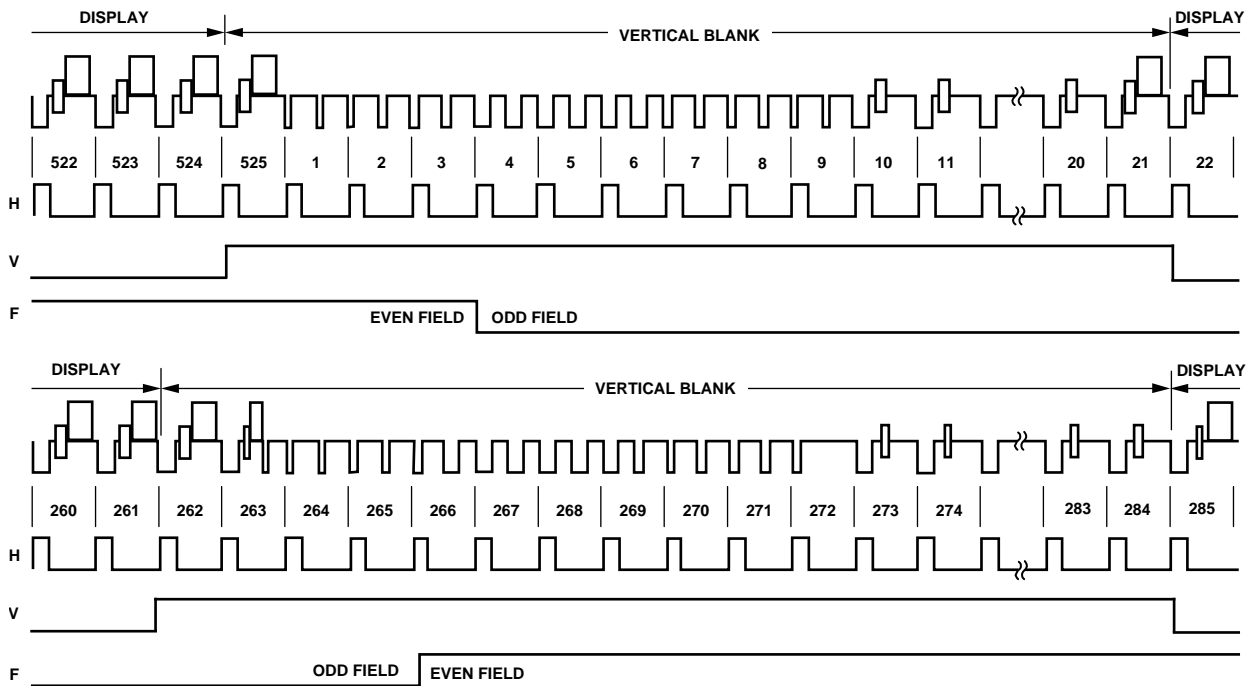 DISPLAY VERTICAL BLANK DISPLAY
522 523 524 525 1 2 3 4 5 6 7 8 9 10 11 20 21 22
H
V
F
EVEN FIELD ODD FIELD
DISPLAY VERTICAL BLANK DISPLAY
260 261 262 263 264 265 266 267 268 269 270 271 272 273 274 283 284 285
H
V
F
ODD FIELD EVEN FIELD